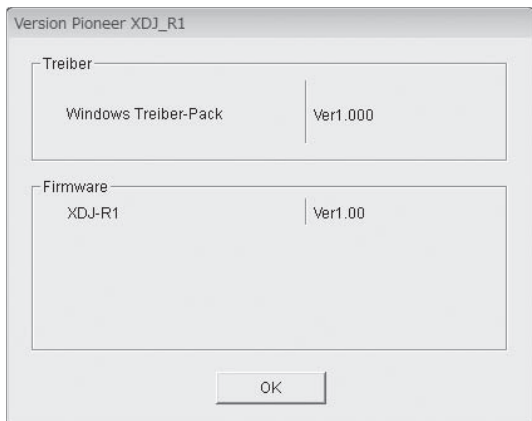 Version Pioneer XDJ_R1
Treiber
Windows Treiber-Pack Ver1.000
Firmware
XDJ-R1 Ver1.00
OK